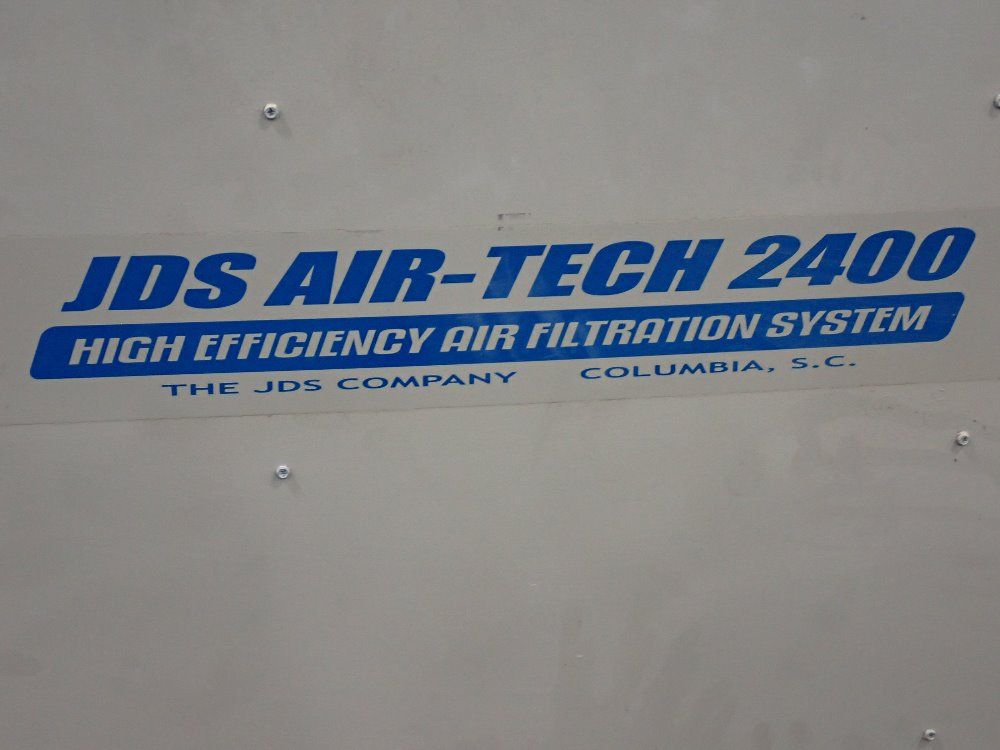 JDS AIR-TECH 2400
HIGH EFFICIENCY AIR FILTRATION SYSTEM
THE JDS COMPANY COLUMBIA, S.C.